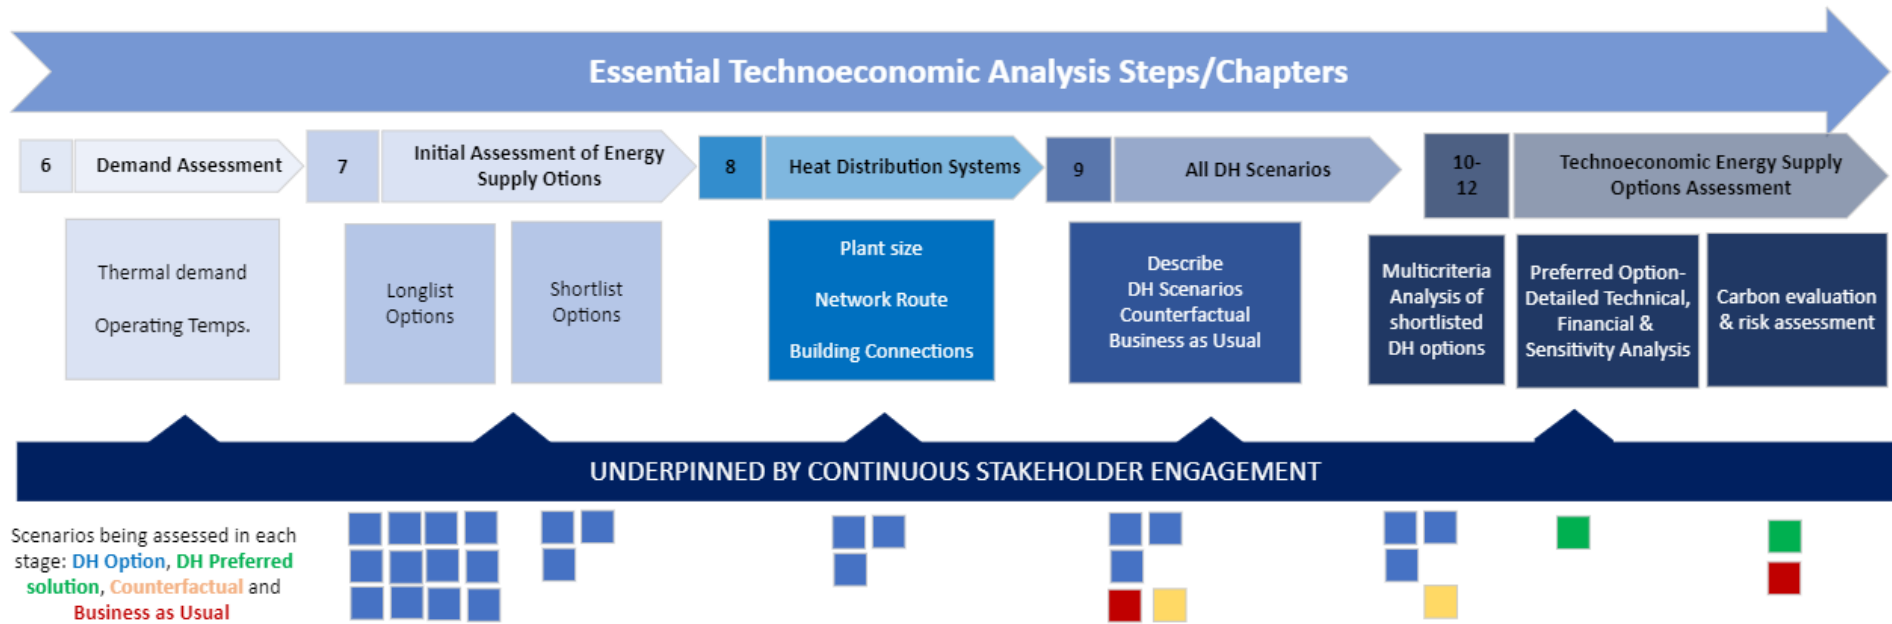 Essential Technoeconomic Analysis Steps/Chapters
6
Demand Assessment
7
Initial Assessment of Energy
Supply Otions
8
Heat Distribution Systems
9
All DH Scenarios
10-
12
Technoeconomic Energy Supply
Options Assessment
Thermal demand
Operating Temps.
Longlist
Options
Shortlist
Options
Plant size
Network Route
Building Connections
Describe
DH Scenarios
Counterfactual
Business as Usual
Multicriteria
Analysis of
shortlisted
DH options
Preferred Option-
Detailed Technical,
Financial &
Sensitivity Analysis
Carbon evaluation
& risk assessment
UNDERPINNED BY CONTINUOUS STAKEHOLDER ENGAGEMENT
Scenarios being assessed in each
stage: DH Option, DH Preferred
solution, Counterfactual and
Business as Usual